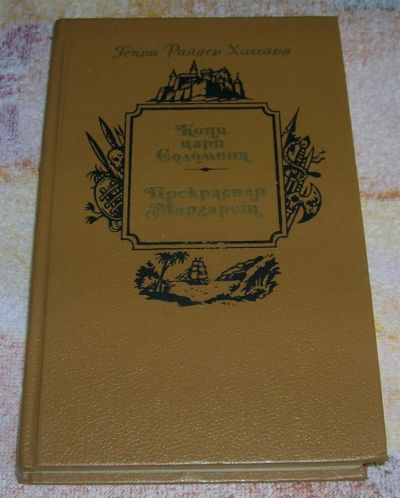 Генри Райдер Хаггард
Копи
царя
Соломона
Прекрасная
Маргарет